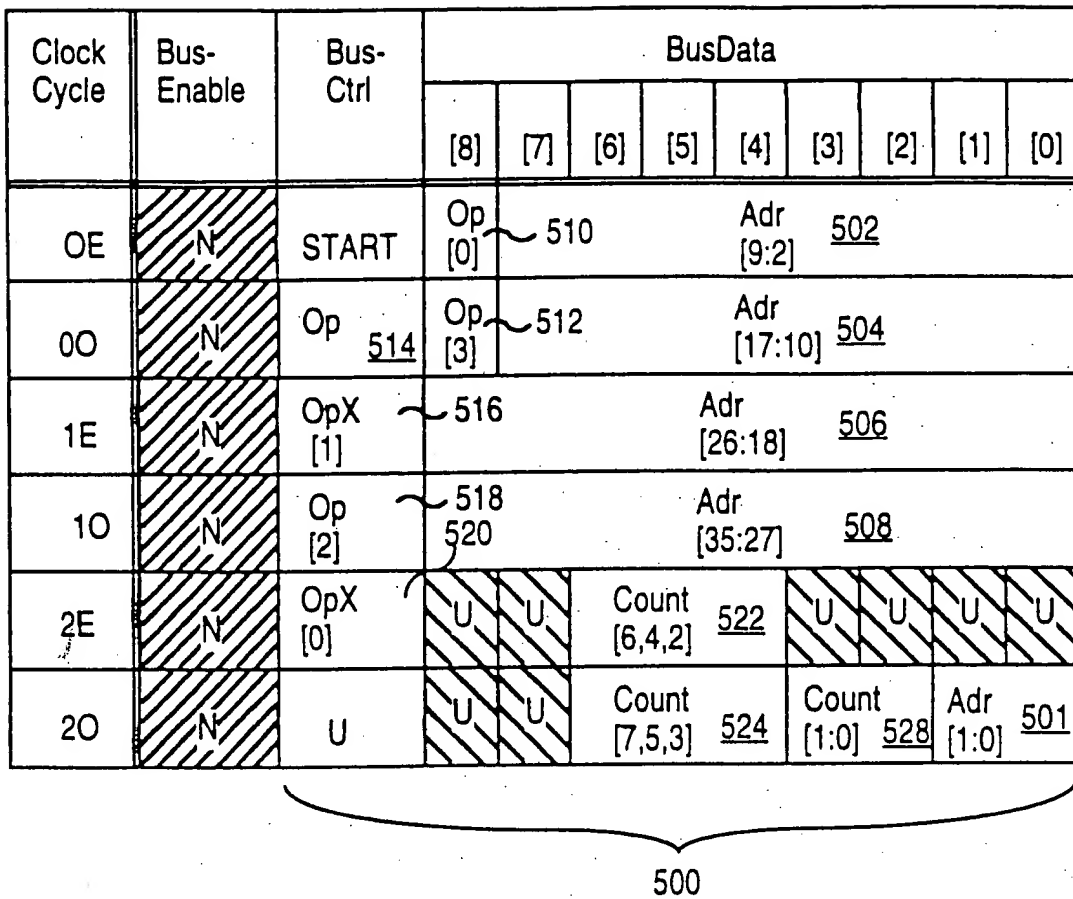 Clock Cycle Bus-Enable Bus-Ctrl BusData
[8] [7] [6] [5] [4] [3] [2] [1] [0]
OE N START Op [0] 510 Adr [9:2] 502
0O N Op 514 Op [3] 512 Adr [17:10] 504
1E N OpX [1] 516 Adr [26:18] 506
1O N Op [2] 518 Adr [35:27] 508
520
2E N OpX [0] U U Count [6,4,2] 522 U U U U
2O N U U U Count [7,5,3] 524 Count [1:0] 528 Adr [1:0] 501
500